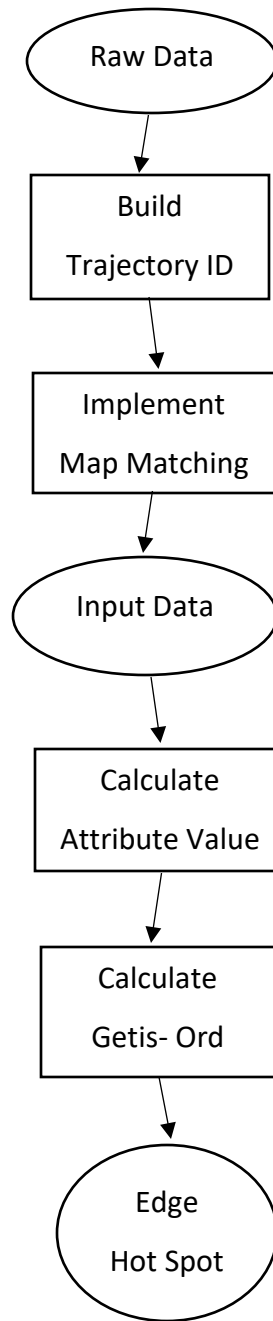 Raw Data
Build
Trajectory ID
Implement
Map Matching
Input Data
Calculate
Attribute Value
Calculate
Getis- Ord
Edge
Hot Spot